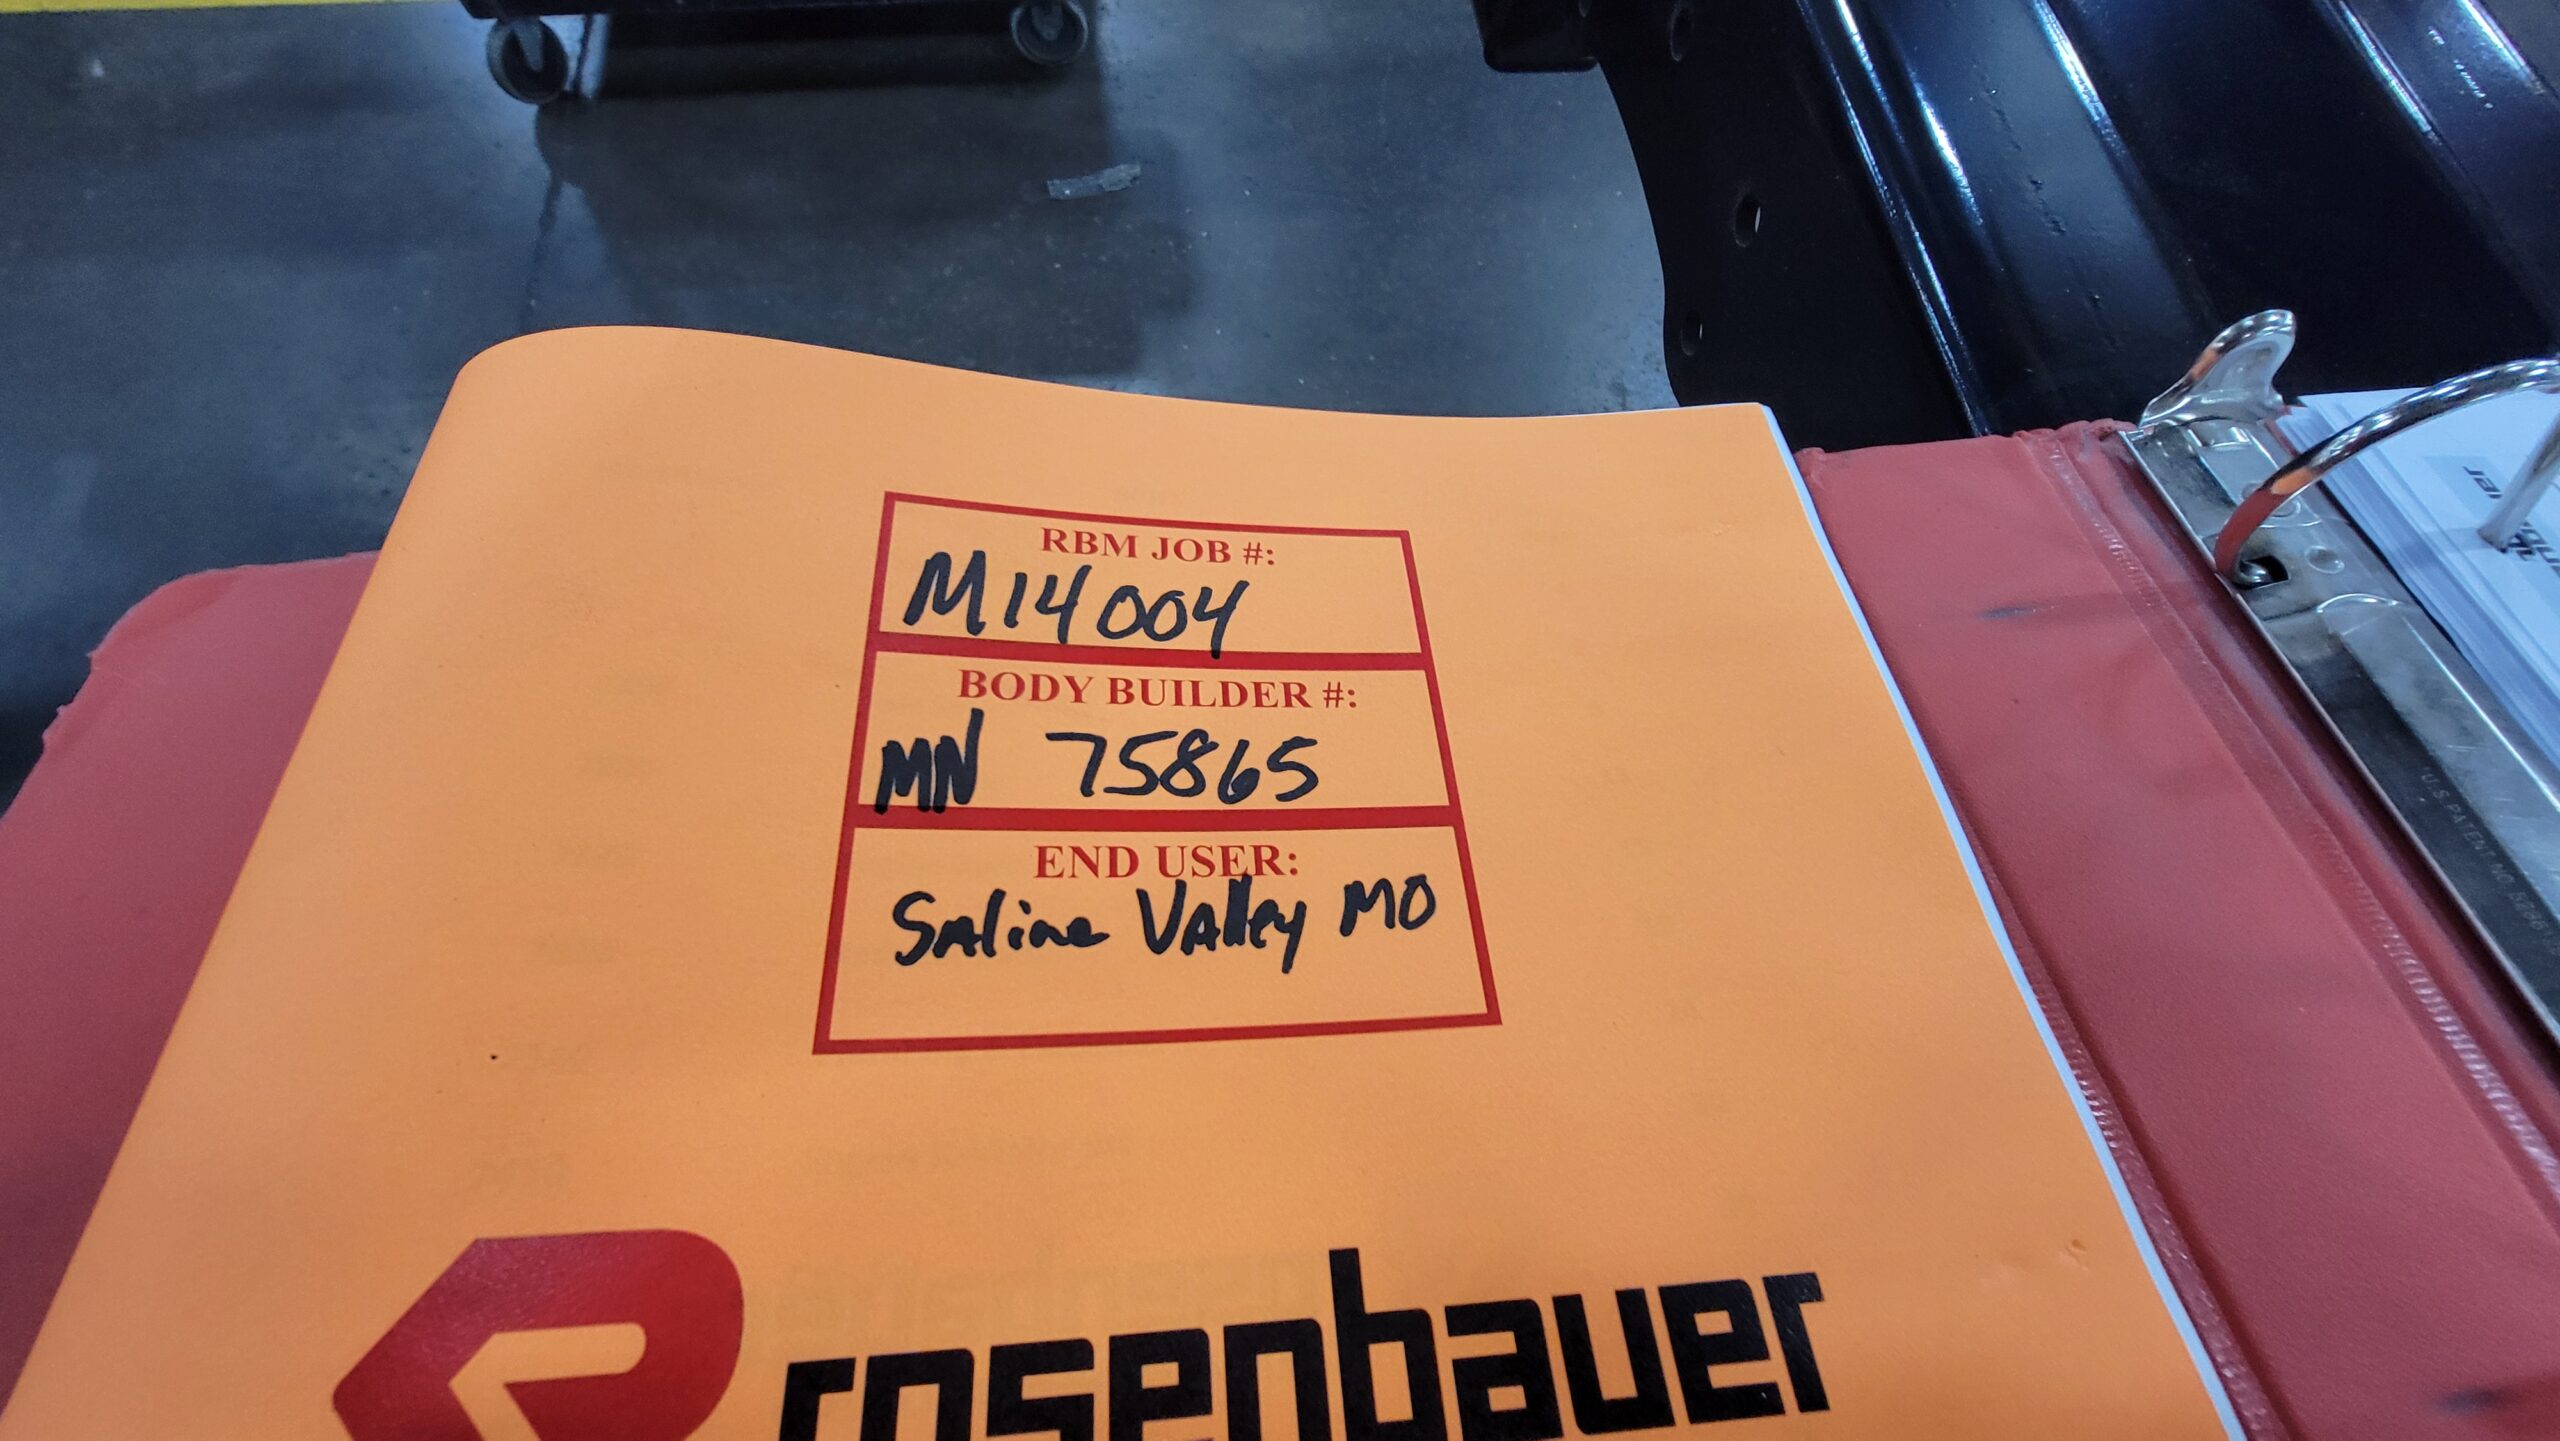 RBM JOB #:
M14004
BODY BUILDER #:
MN 75865
END USER:
Saline Valley MO
rosenbauer